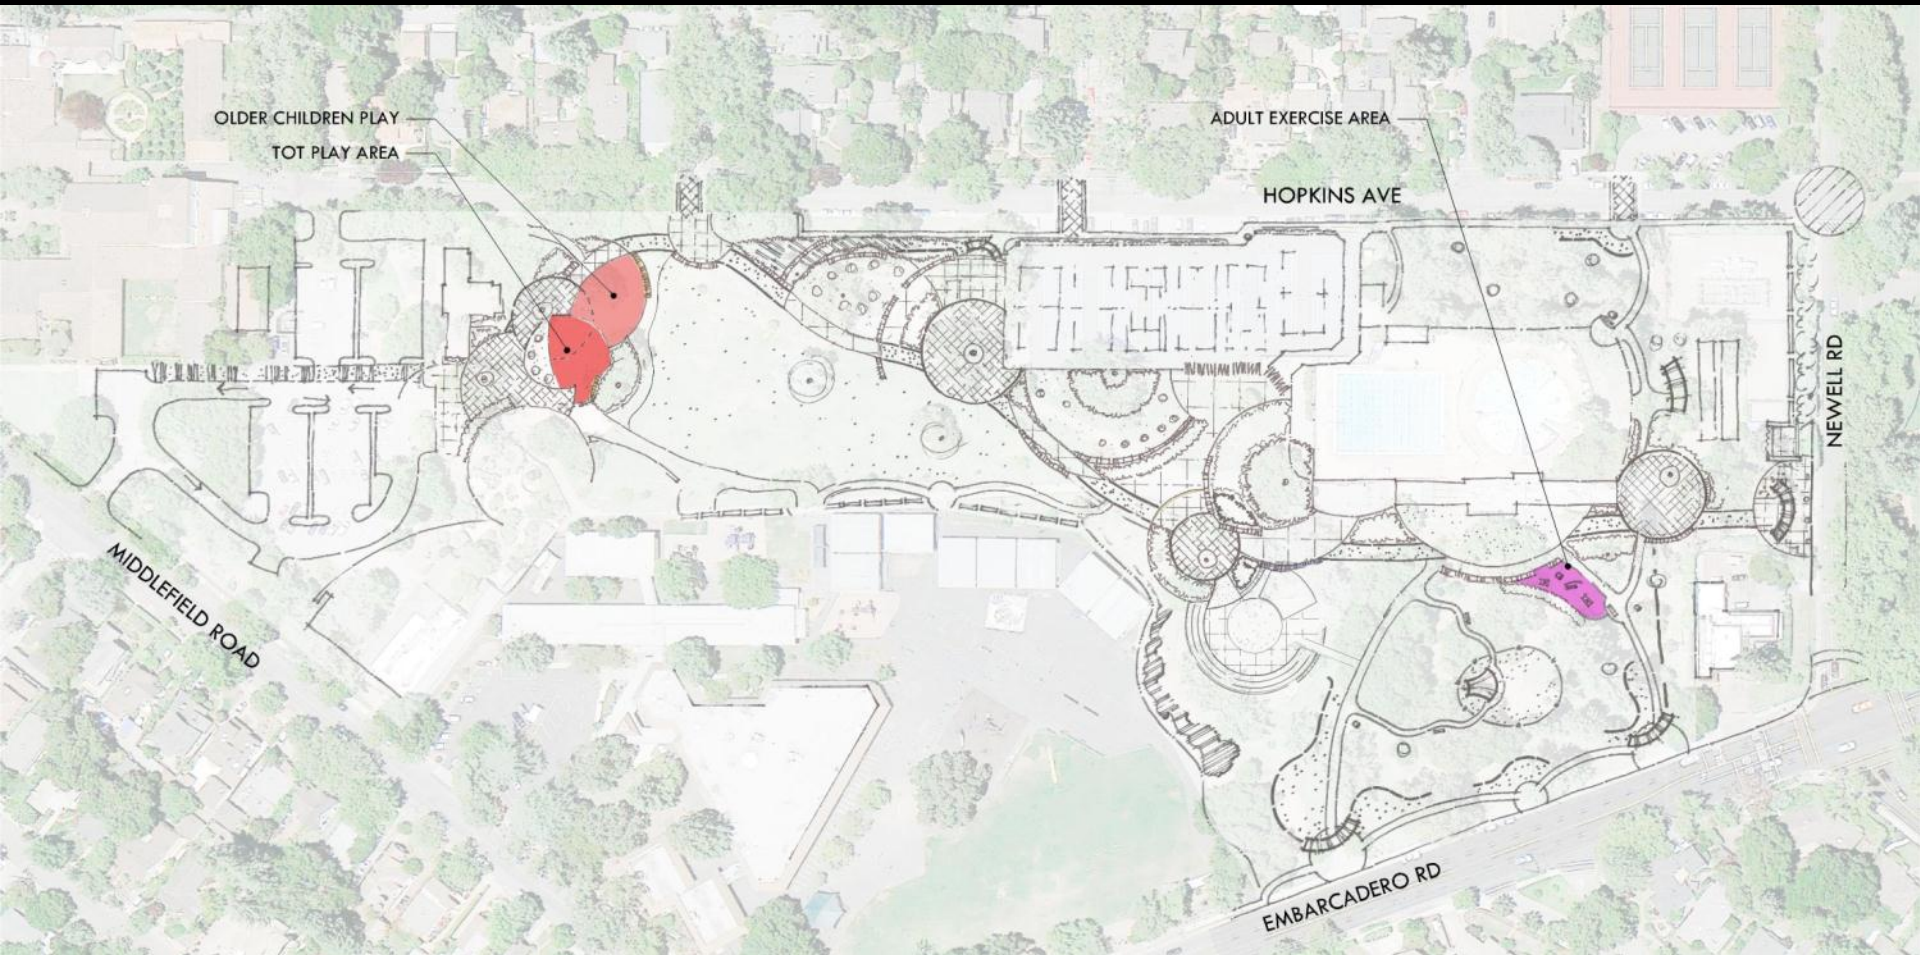 OLDER CHILDREN PLAY
TOT PLAY AREA
ADULT EXERCISE AREA
HOPKINS AVE
NEWELL RD
MIDDLEFIELD ROAD
EMBARCADERO RD